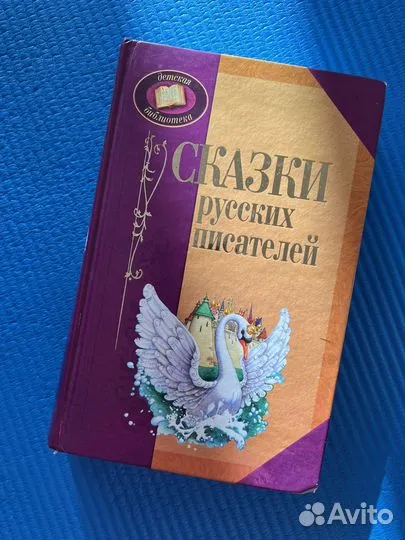 детская
библиотека
СКАЗКИ
русских
писателей
Avito